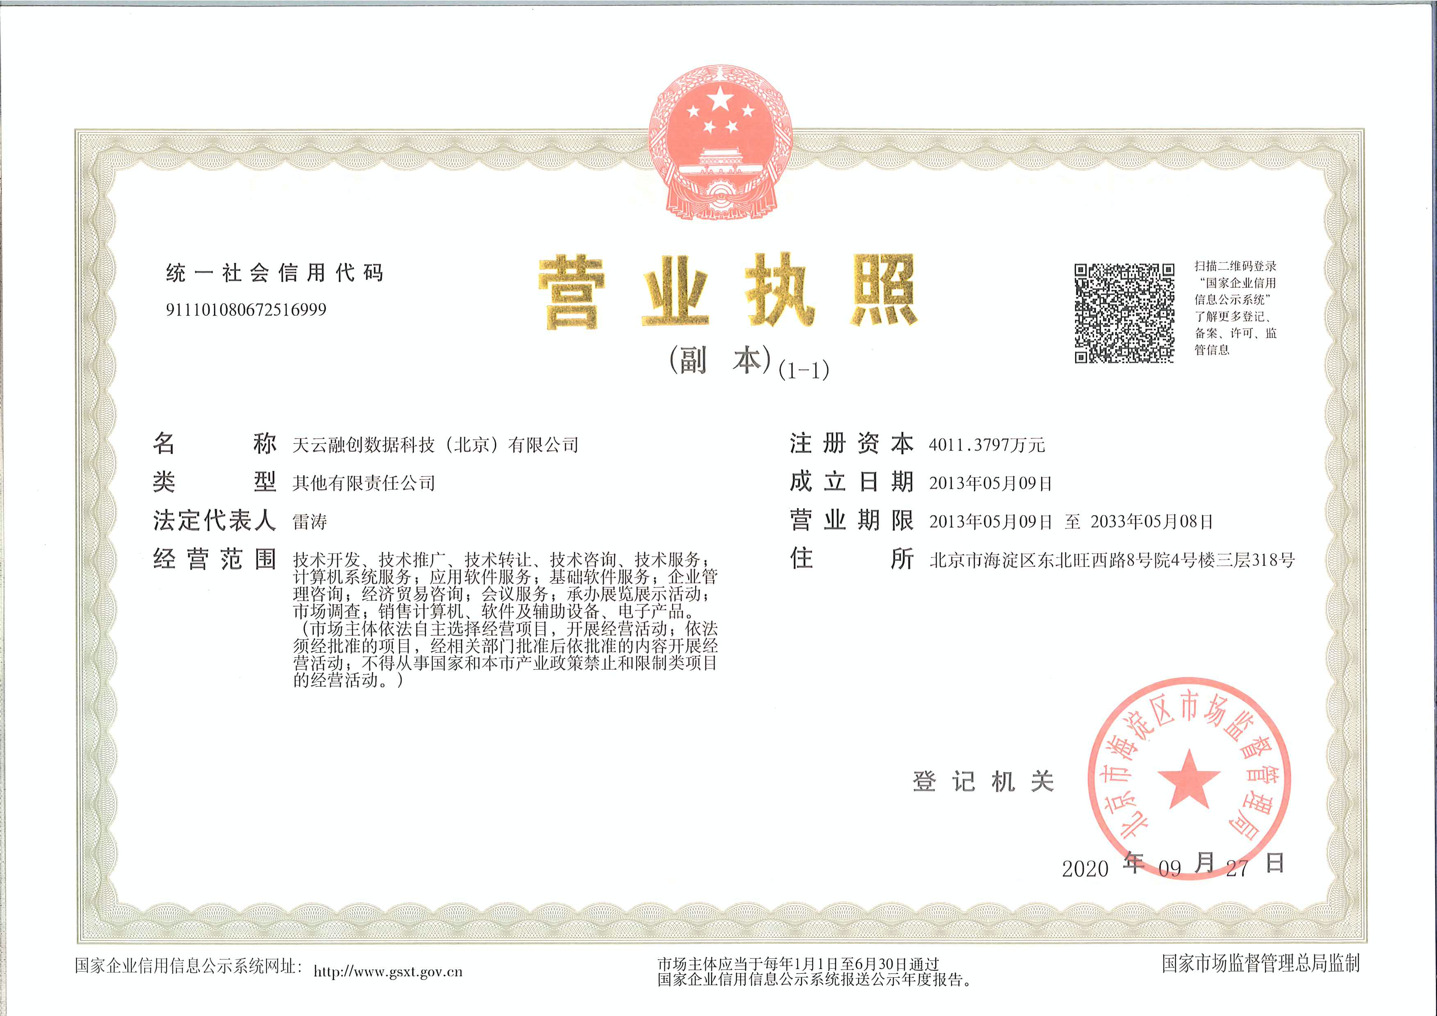 统一社会信用代码
911101080672516999
营业执照
(副 本)(1-1)
扫描二维码登录
“国家企业信用
信息公示系统”
了解更多登记、
备案、许可、监
管信息
名 称 天云融创数据科技（北京）有限公司
类 型 其他有限责任公司
法定代表人 雷涛
经营范围 技术开发、技术推广、技术转让、技术咨询、技术服务；
计算机系统服务；应用软件服务；基础软件服务；企业管
理咨询；经济贸易咨询；会议服务；承办展览展示活动；
市场调查；销售计算机、软件及辅助设备、电子产品。
（市场主体依法自主选择经营项目，开展经营活动；依法
须经批准的项目，经相关部门批准后依批准的内容开展经
营活动；不得从事国家和本市产业政策禁止和限制类项目
的经营活动。）
注册资本 4011.3797万元
成立日期 2013年05月09日
营业期限 2013年05月09日 至 2033年05月08日
住 所 北京市海淀区东北旺西路8号院4号楼三层318号
登记机关
北京市海淀区市场监督管理局
2020 年 09 月 27 日
国家企业信用信息公示系统网址： http://www.gsxt.gov.cn
市场主体应当于每年1月1日至6月30日通过
国家企业信用信息公示系统报送公示年度报告。
国家市场监督管理总局监制